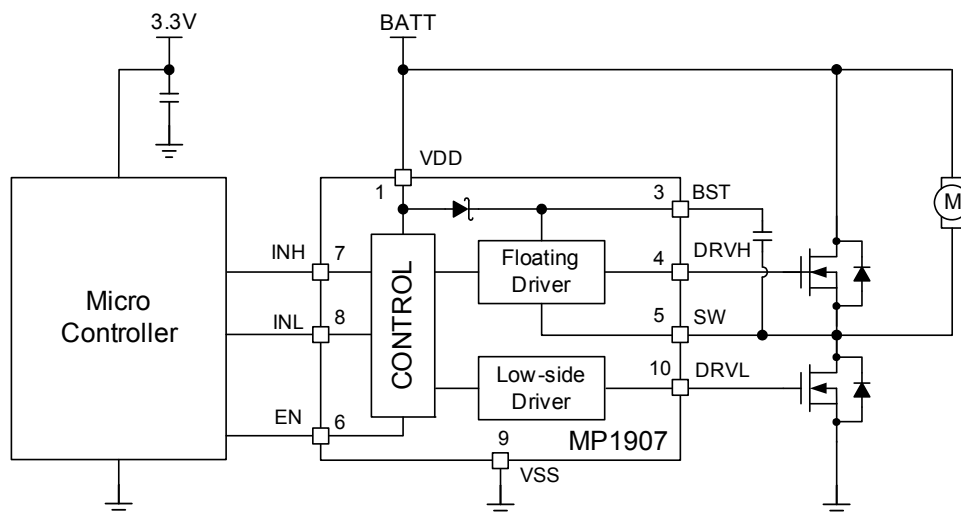 3.3V
BATT
VDD
1
3
BST
M
INH
7
Floating
Driver
4
DRVH
Micro
Controller
CONTROL
5
SW
INL
8
Low-side
Driver
10
DRVL
EN
6
9
MP1907
VSS